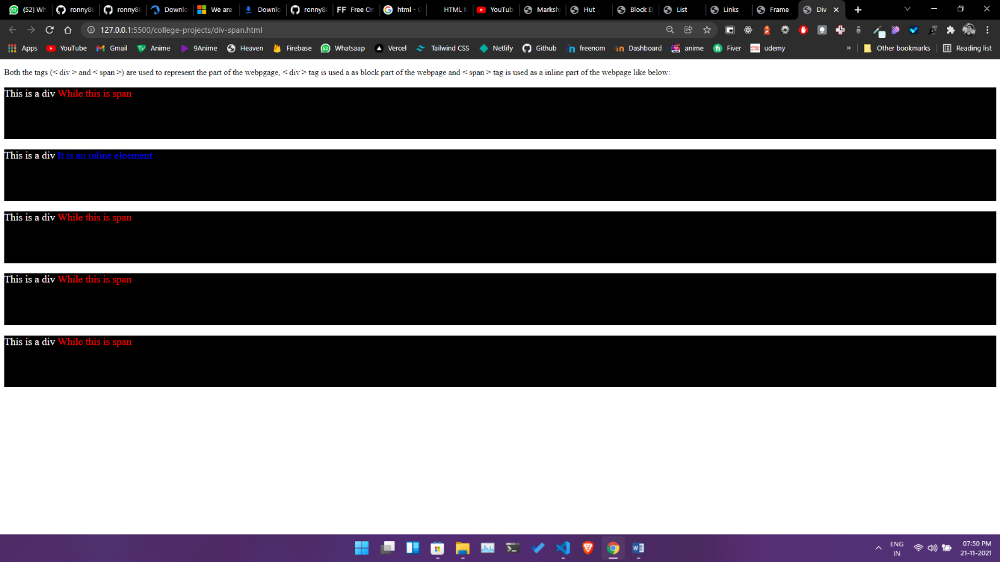 (52) Wh ronny88 ronny88 Downlo We are Downlo ronny88 Free On html - G HTML M YouTub Marksh Hut Block El List Links Frame Div
127.0.0.1:5500/college-projects/div-span.html
Apps YouTube Gmail Anime 9Anime Heaven Firebase Whatsaap Vercel Tailwind CSS Netlify Github freenom Dashboard anime Fiver udemy » Other bookmarks Reading list
Both the tags (< div > and < span >) are used to represent the part of the webpgage, < div > tag is used a as block part of the webpage and < span > tag is used as a inline part of the webpage like below:
This is a div While this is span
This is a div It is an inline eloement
This is a div While this is span
This is a div While this is span
This is a div While this is span
ENG
IN
07:50 PM
21-11-2021